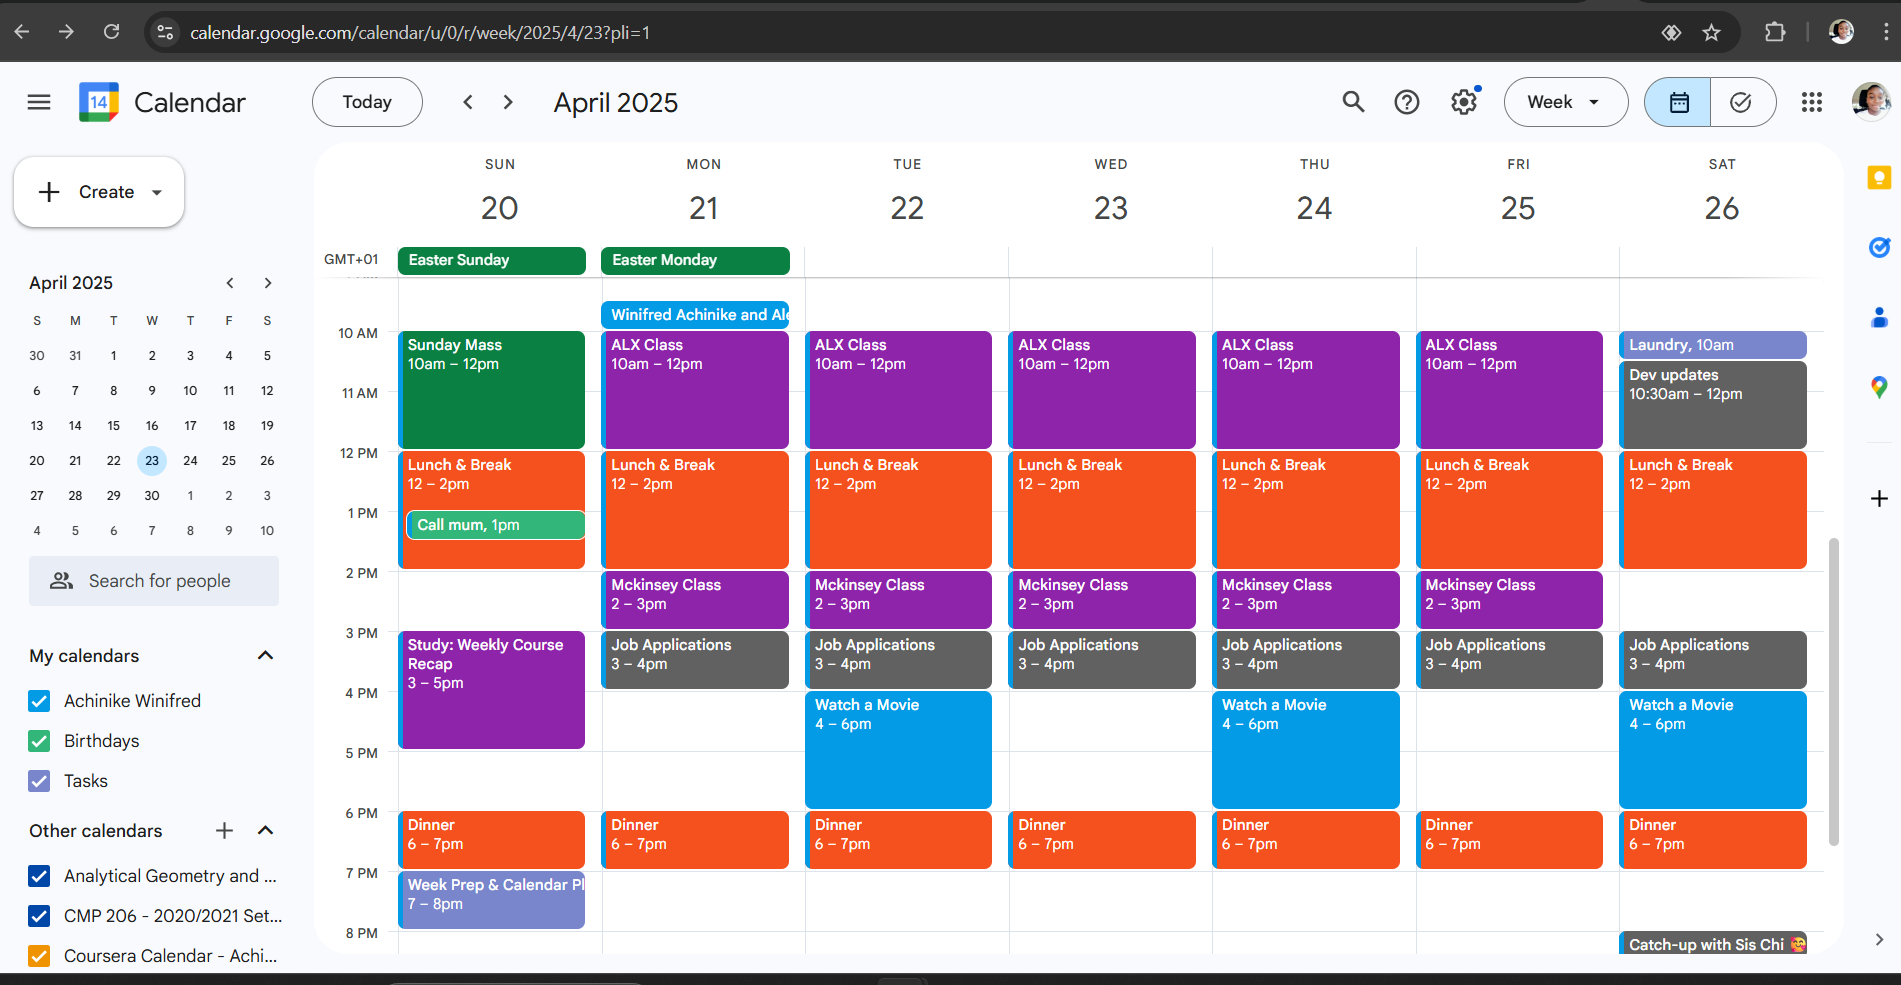 calendar.google.com/calendar/u/0/r/week/2025/4/23?pli=1
14
Calendar
Today
April 2025
Week
Create
April 2025
S M T W T F S
30 31 1 2 3 4 5
6 7 8 9 10 11 12
13 14 15 16 17 18 19
20 21 22 23 24 25 26
27 28 29 30 1 2 3
4 5 6 7 8 9 10
Search for people
My calendars
Achinike Winifred
Birthdays
Tasks
Other calendars
Analytical Geometry and ...
CMP 206 - 2020/2021 Set...
Coursera Calendar - Achi...
SUN MON TUE WED THU FRI SAT
20 21 22 23 24 25 26
GMT+01
Easter Sunday
Easter Monday
10 AM
11 AM
12 PM
1 PM
2 PM
3 PM
4 PM
5 PM
6 PM
7 PM
8 PM
Sunday Mass
10am – 12pm
Lunch & Break
12 – 2pm
Call mum, 1pm
Study: Weekly Course
Recap
3 – 5pm
Dinner
6 – 7pm
Week Prep & Calendar Pl
7 – 8pm
Winifred Achinike and Ale
ALX Class
10am – 12pm
Lunch & Break
12 – 2pm
Mckinsey Class
2 – 3pm
Job Applications
3 – 4pm
Dinner
6 – 7pm
ALX Class
10am – 12pm
Lunch & Break
12 – 2pm
Mckinsey Class
2 – 3pm
Job Applications
3 – 4pm
Watch a Movie
4 – 6pm
Dinner
6 – 7pm
ALX Class
10am – 12pm
Lunch & Break
12 – 2pm
Mckinsey Class
2 – 3pm
Job Applications
3 – 4pm
Dinner
6 – 7pm
ALX Class
10am – 12pm
Lunch & Break
12 – 2pm
Mckinsey Class
2 – 3pm
Job Applications
3 – 4pm
Watch a Movie
4 – 6pm
Dinner
6 – 7pm
ALX Class
10am – 12pm
Lunch & Break
12 – 2pm
Mckinsey Class
2 – 3pm
Job Applications
3 – 4pm
Dinner
6 – 7pm
Laundry, 10am
Dev updates
10:30am – 12pm
Lunch & Break
12 – 2pm
Job Applications
3 – 4pm
Watch a Movie
4 – 6pm
Dinner
6 – 7pm
Catch-up with Sis Chi 🥰